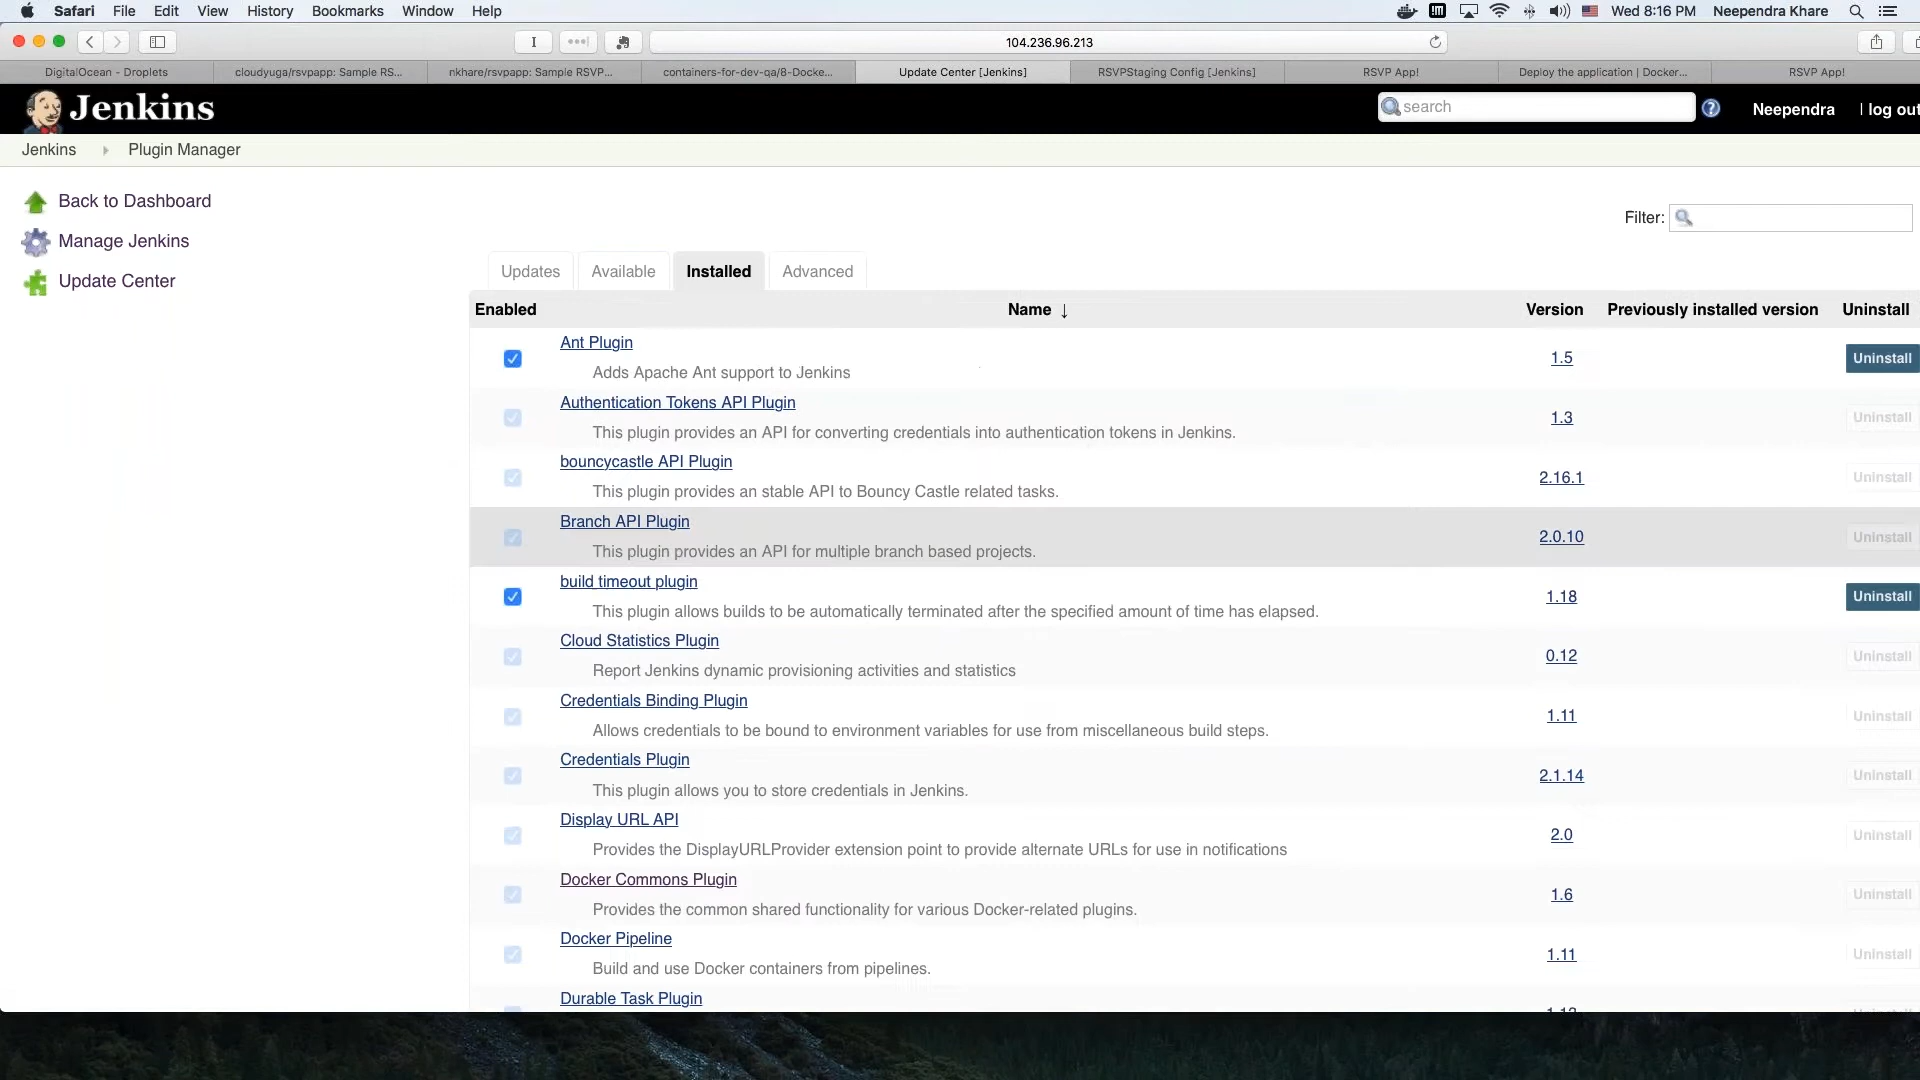 Safari File Edit View History Bookmarks Window Help Wed 8:16 PM Neependra Khare
104.236.96.213
DigitalOcean - Droplets cloudyuga/rsvpapp: Sample RS... nkhare/rsvpapp: Sample RSVP... containers-for-dev-qa/8-Docke... Update Center [Jenkins] RSVPStaging Config [Jenkins] RSVP App! Deploy the application | Docker... RSVP App!
Jenkins search ? Neependra | log out
Jenkins Plugin Manager
Back to Dashboard
Manage Jenkins
Update Center
Filter:
Updates Available Installed Advanced
Enabled Name ↓ Version Previously installed version Uninstall
Ant Plugin
Adds Apache Ant support to Jenkins
1.5 Uninstall
Authentication Tokens API Plugin
This plugin provides an API for converting credentials into authentication tokens in Jenkins.
1.3 Uninstall
bouncycastle API Plugin
This plugin provides an stable API to Bouncy Castle related tasks.
2.16.1 Uninstall
Branch API Plugin
This plugin provides an API for multiple branch based projects.
2.0.10 Uninstall
build timeout plugin
This plugin allows builds to be automatically terminated after the specified amount of time has elapsed.
1.18 Uninstall
Cloud Statistics Plugin
Report Jenkins dynamic provisioning activities and statistics
0.12 Uninstall
Credentials Binding Plugin
Allows credentials to be bound to environment variables for use from miscellaneous build steps.
1.11 Uninstall
Credentials Plugin
This plugin allows you to store credentials in Jenkins.
2.1.14 Uninstall
Display URL API
Provides the DisplayURLProvider extension point to provide alternate URLs for use in notifications
2.0 Uninstall
Docker Commons Plugin
Provides the common shared functionality for various Docker-related plugins.
1.6 Uninstall
Docker Pipeline
Build and use Docker containers from pipelines.
1.11 Uninstall
Durable Task Plugin